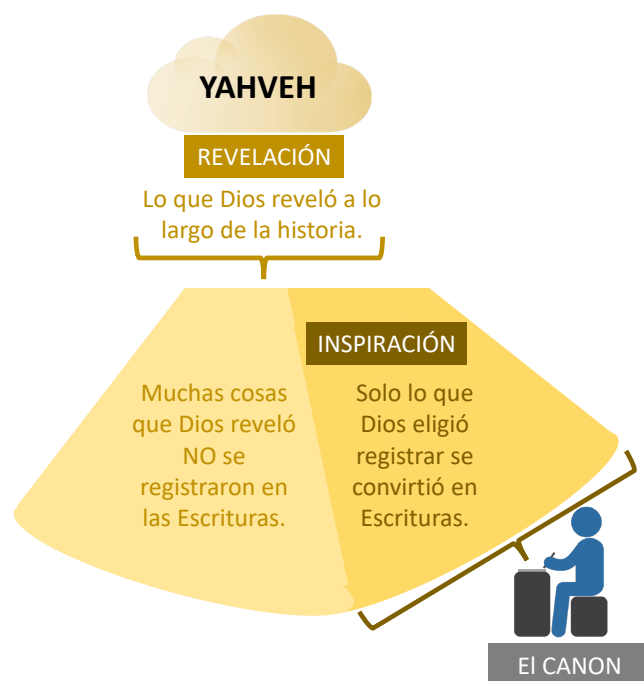 YAHVEH
REVELACIÓN
Lo que Dios reveló a lo
largo de la historia.
INSPIRACIÓN
Muchas cosas
que Dios reveló
NO se
registraron en
las Escrituras.
Solo lo que
Dios eligió
registrar se
convirtió en
Escrituras.
El CANON